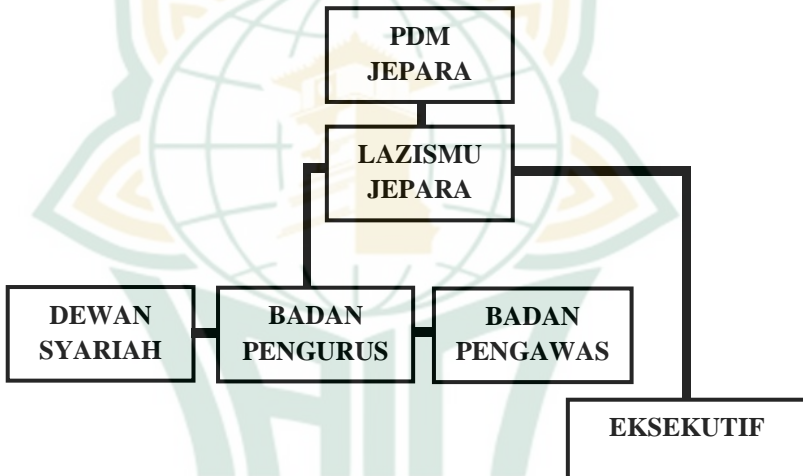 PDM
JEPARA
LAZISMU
JEPARA
DEWAN
SYARIAH
BADAN
PENGURUS
BADAN
PENGAWAS
EKSEKUTIF